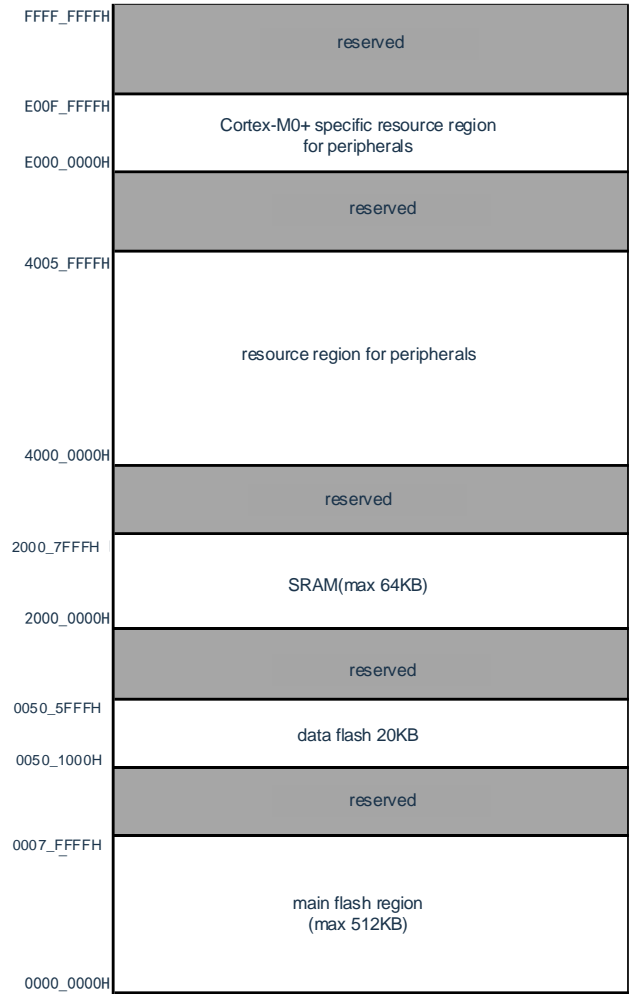 FFFF_FFFFH
reserved
E00F_FFFFH
Cortex-M0+ specific resource region
for peripherals
E000_0000H
reserved
4005_FFFFH
resource region for peripherals
4000_0000H
reserved
2000_7FFFH
SRAM(max 64KB)
2000_0000H
reserved
0050_5FFFH
data flash 20KB
0050_1000H
reserved
0007_FFFFH
main flash region
(max 512KB)
0000_0000H